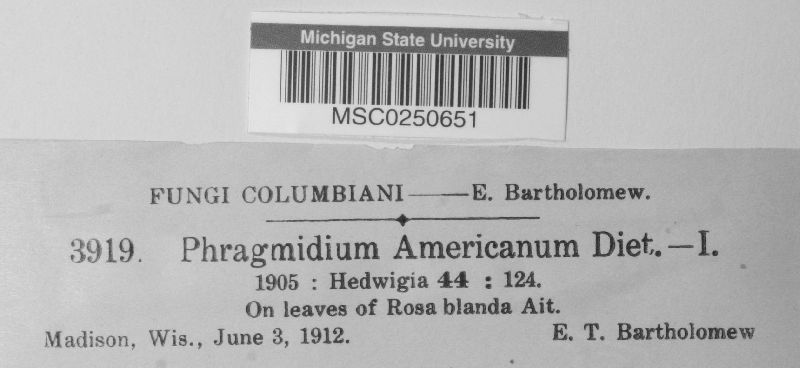 Michigan State University
MSC0250651
FUNGI COLUMBIANI——E. Bartholomew.
3919. Phragmidium Americanum Diet.—I.
1905 : Hedwigia 44 : 124.
On leaves of Rosa blanda Ait.
Madison, Wis., June 3, 1912. E. T. Bartholomew